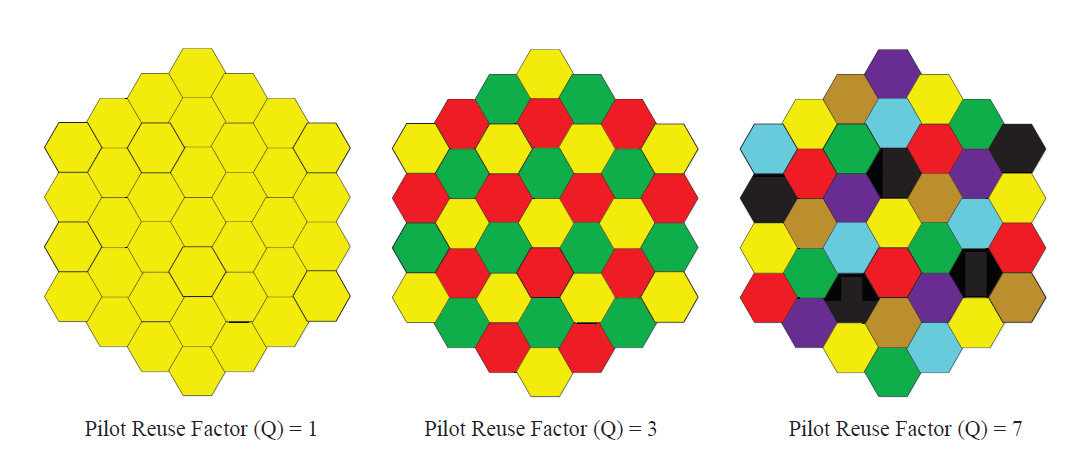 Pilot Reuse Factor (Q) = 1
Pilot Reuse Factor (Q) = 3
Pilot Reuse Factor (Q) = 7